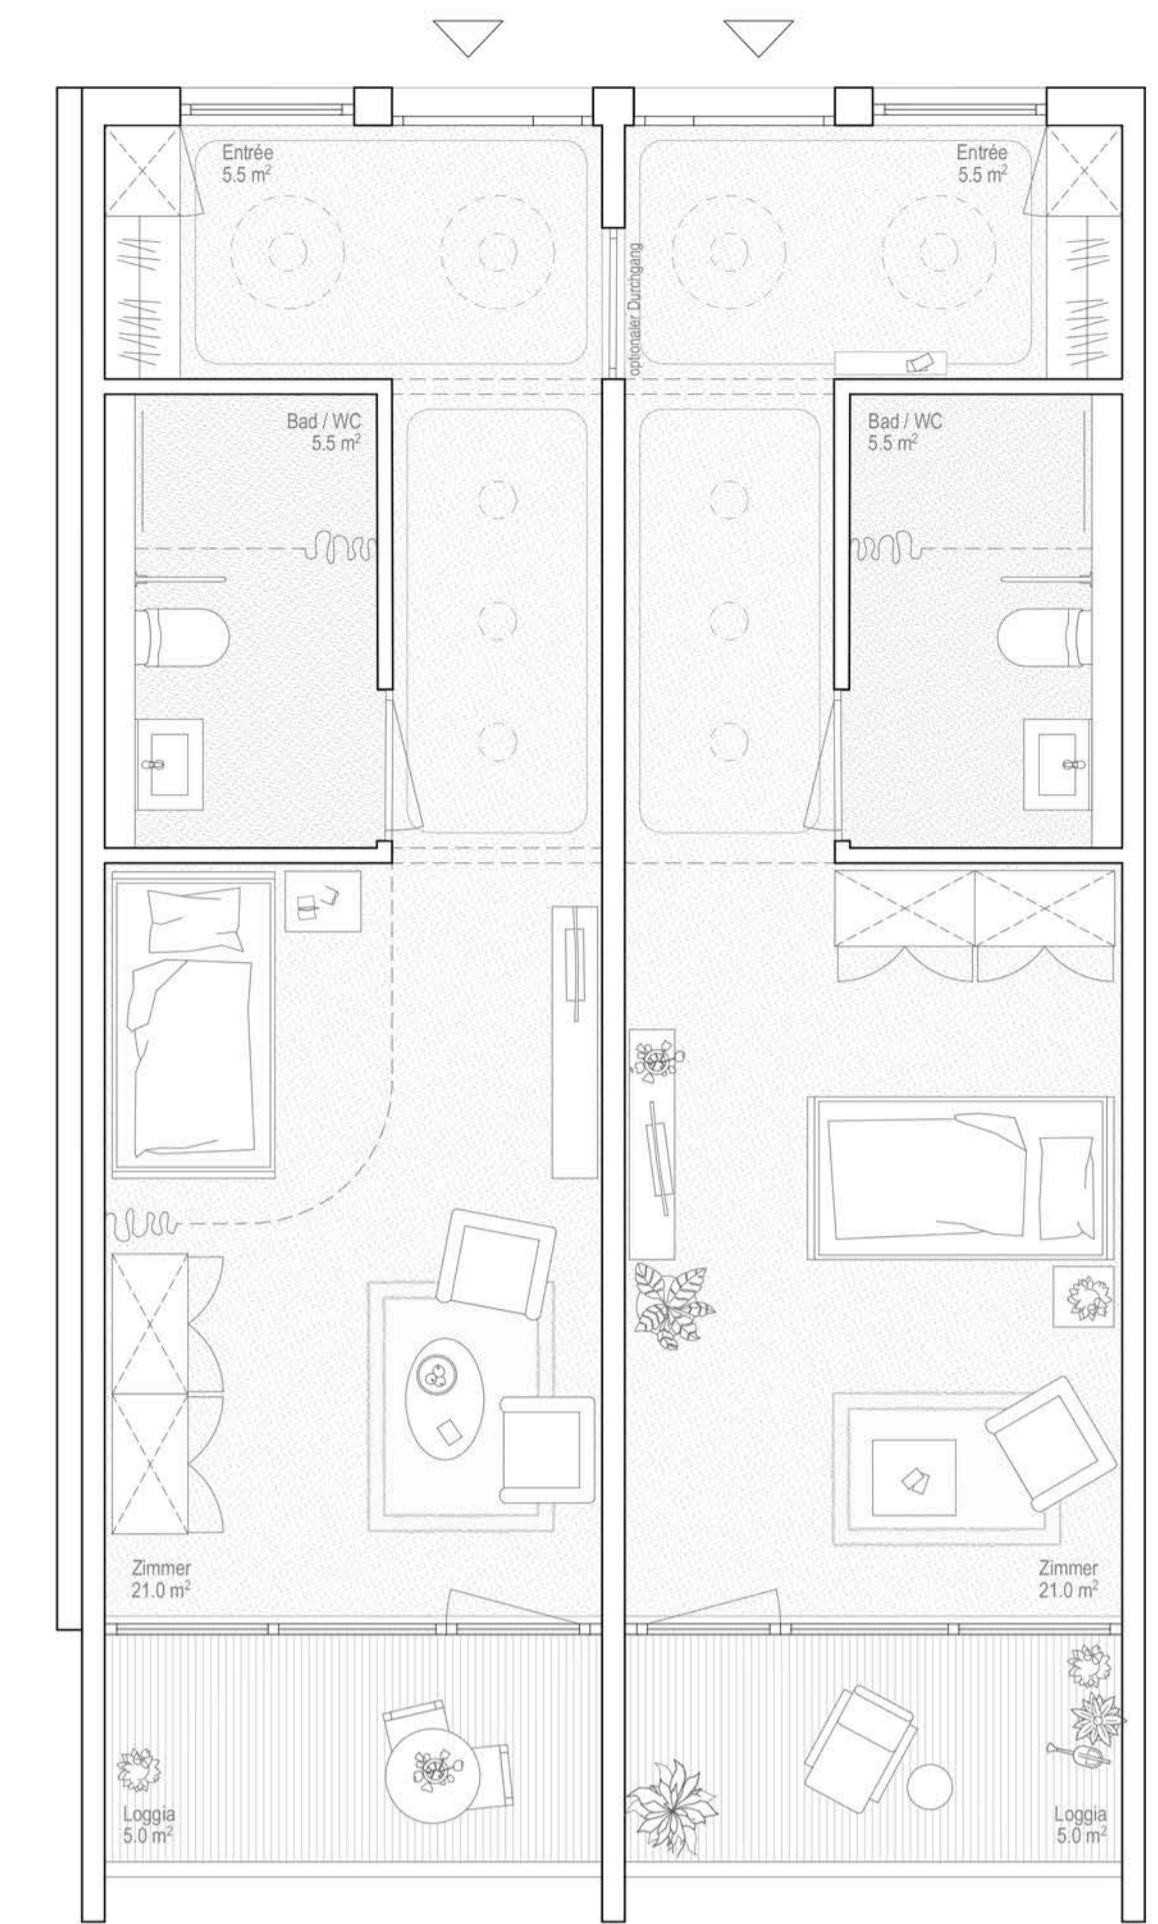 Entrée
5.5 m²
Entrée
5.5 m²
optionaler Durchgang
Bad / WC
5.5 m²
Bad / WC
5.5 m²
Zimmer
21.0 m²
Zimmer
21.0 m²
Loggia
5.0 m²
Loggia
5.0 m²